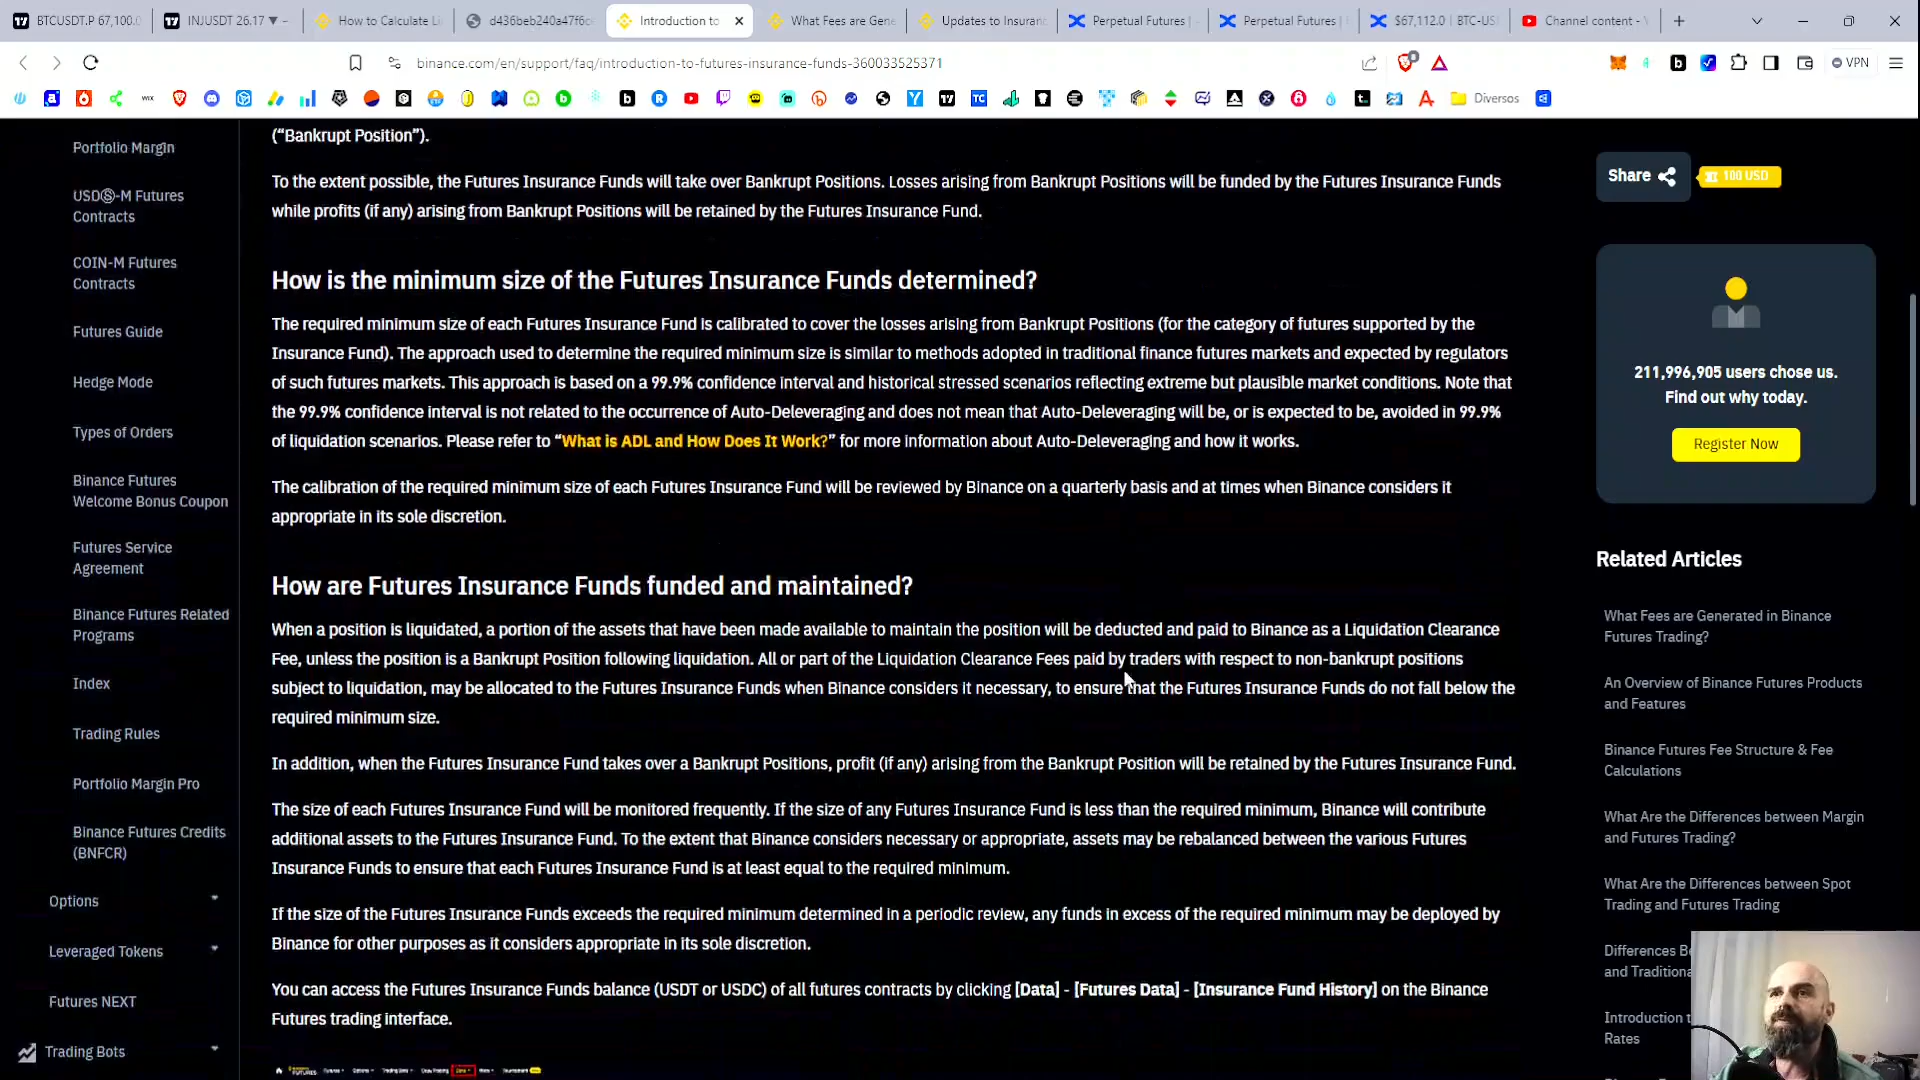 BTCUSDT.P 67,100.0
INJUSDT 26.17 ▼ –
How to Calculate Li
d436beb240a47f6c
Introduction to
What Fees are Gene
Updates to Insuranc
Perpetual Futures |
Perpetual Futures |
$67,112.0 | BTC-US
Channel content -
binance.com/en/support/faq/introduction-to-futures-insurance-funds-360033525371
VPN
Diversos
Portfolio Margin
USDⓈ-M Futures
Contracts
COIN-M Futures
Contracts
Futures Guide
Hedge Mode
Types of Orders
Binance Futures
Welcome Bonus Coupon
Futures Service
Agreement
Binance Futures Related
Programs
Index
Trading Rules
Portfolio Margin Pro
Binance Futures Credits
(BNFCR)
Options
Leveraged Tokens
Futures NEXT
Trading Bots
(“Bankrupt Position”).
To the extent possible, the Futures Insurance Funds will take over Bankrupt Positions. Losses arising from Bankrupt Positions will be funded by the Futures Insurance Funds
while profits (if any) arising from Bankrupt Positions will be retained by the Futures Insurance Fund.
How is the minimum size of the Futures Insurance Funds determined?
The required minimum size of each Futures Insurance Fund is calibrated to cover the losses arising from Bankrupt Positions (for the category of futures supported by the
Insurance Fund). The approach used to determine the required minimum size is similar to methods adopted in traditional finance futures markets and expected by regulators
of such futures markets. This approach is based on a 99.9% confidence interval and historical stressed scenarios reflecting extreme but plausible market conditions. Note that
the 99.9% confidence interval is not related to the occurrence of Auto-Deleveraging and does not mean that Auto-Deleveraging will be, or is expected to be, avoided in 99.9%
of liquidation scenarios. Please refer to “What is ADL and How Does It Work?” for more information about Auto-Deleveraging and how it works.
The calibration of the required minimum size of each Futures Insurance Fund will be reviewed by Binance on a quarterly basis and at times when Binance considers it
appropriate in its sole discretion.
How are Futures Insurance Funds funded and maintained?
When a position is liquidated, a portion of the assets that have been made available to maintain the position will be deducted and paid to Binance as a Liquidation Clearance
Fee, unless the position is a Bankrupt Position following liquidation. All or part of the Liquidation Clearance Fees paid by traders with respect to non-bankrupt positions
subject to liquidation, may be allocated to the Futures Insurance Funds when Binance considers it necessary, to ensure that the Futures Insurance Funds do not fall below the
required minimum size.
In addition, when the Futures Insurance Fund takes over a Bankrupt Positions, profit (if any) arising from the Bankrupt Position will be retained by the Futures Insurance Fund.
The size of each Futures Insurance Fund will be monitored frequently. If the size of any Futures Insurance Fund is less than the required minimum, Binance will contribute
additional assets to the Futures Insurance Fund. To the extent that Binance considers necessary or appropriate, assets may be rebalanced between the various Futures
Insurance Funds to ensure that each Futures Insurance Fund is at least equal to the required minimum.
If the size of the Futures Insurance Funds exceeds the required minimum determined in a periodic review, any funds in excess of the required minimum may be deployed by
Binance for other purposes as it considers appropriate in its sole discretion.
You can access the Futures Insurance Funds balance (USDT or USDC) of all futures contracts by clicking [Data] - [Futures Data] - [Insurance Fund History] on the Binance
Futures trading interface.
Share
100 USD
211,996,905 users chose us.
Find out why today.
Register Now
Related Articles
What Fees are Generated in Binance
Futures Trading?
An Overview of Binance Futures Products
and Features
Binance Futures Fee Structure & Fee
Calculations
What Are the Differences between Margin
and Futures Trading?
What Are the Differences between Spot
Trading and Futures Trading
Differences Be
and Traditiona
Introduction t
Rates